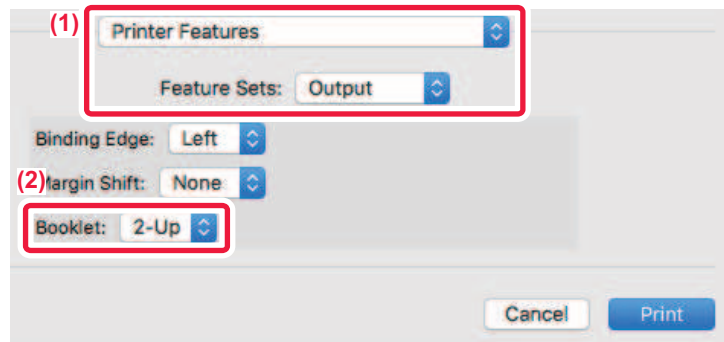 (1) Printer Features
Feature Sets: Output
Binding Edge: Left
(2) Margin Shift: None
Booklet: 2-Up
Cancel Print